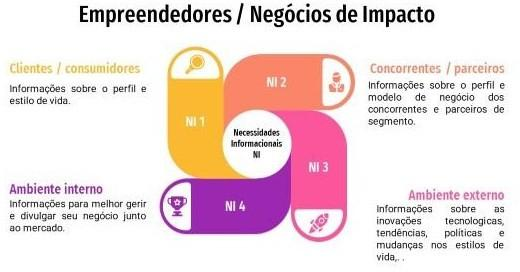 Empreendedores / Negócios de Impacto
Clientes / consumidores
Informações sobre o perfil e
estilo de vida.
NI 1
NI 2
Concorrentes / parceiros
Informações sobre o perfil e
modelo de negócio dos
concorrentes e parceiros de
segmento.
Necessidades
Informacionais
NI
NI 3
Ambiente interno
Informações para melhor gerir
e divulgar seu negócio junto
ao mercado.
NI 4
Ambiente externo
Informações sobre as
inovações tecnologicas,
tendências, políticas e
mudanças nos estilos de
vida,. .